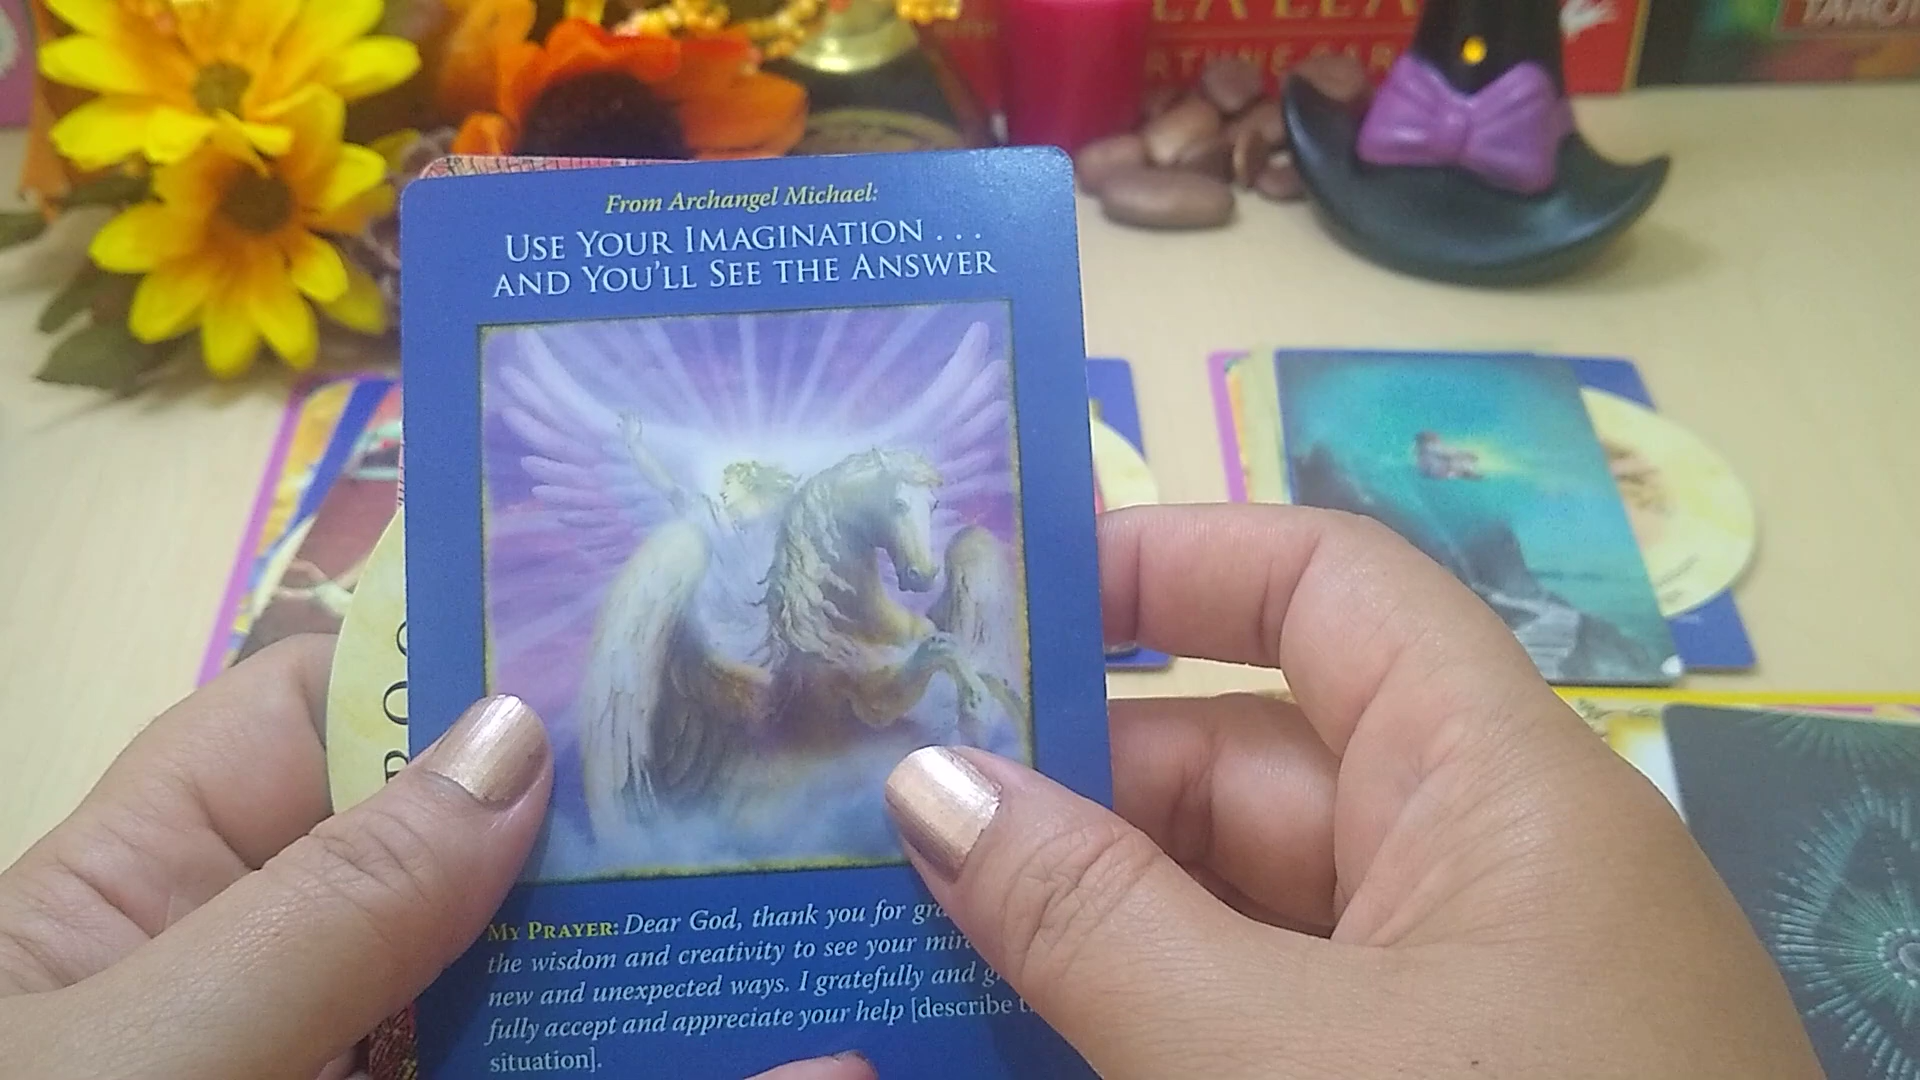 From Archangel Michael:
USE YOUR IMAGINATION . . .
AND YOU'LL SEE THE ANSWER
MY PRAYER: Dear God, thank you for
the wisdom and creativity to see your
new and unexpected ways. I gratefully and
fully accept and appreciate your help [describe
situation].
TAROT